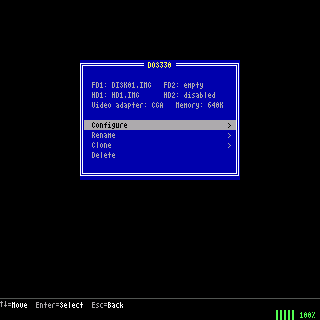 DOS330
FD1: DISK01.IMG FD2: empty
HD1: HD1.IMG HD2: disabled
Video adapter: CGA Memory: 640K
Configure >
Rename >
Clone >
Delete
↑↓=Move Enter=Select Esc=Back
100%